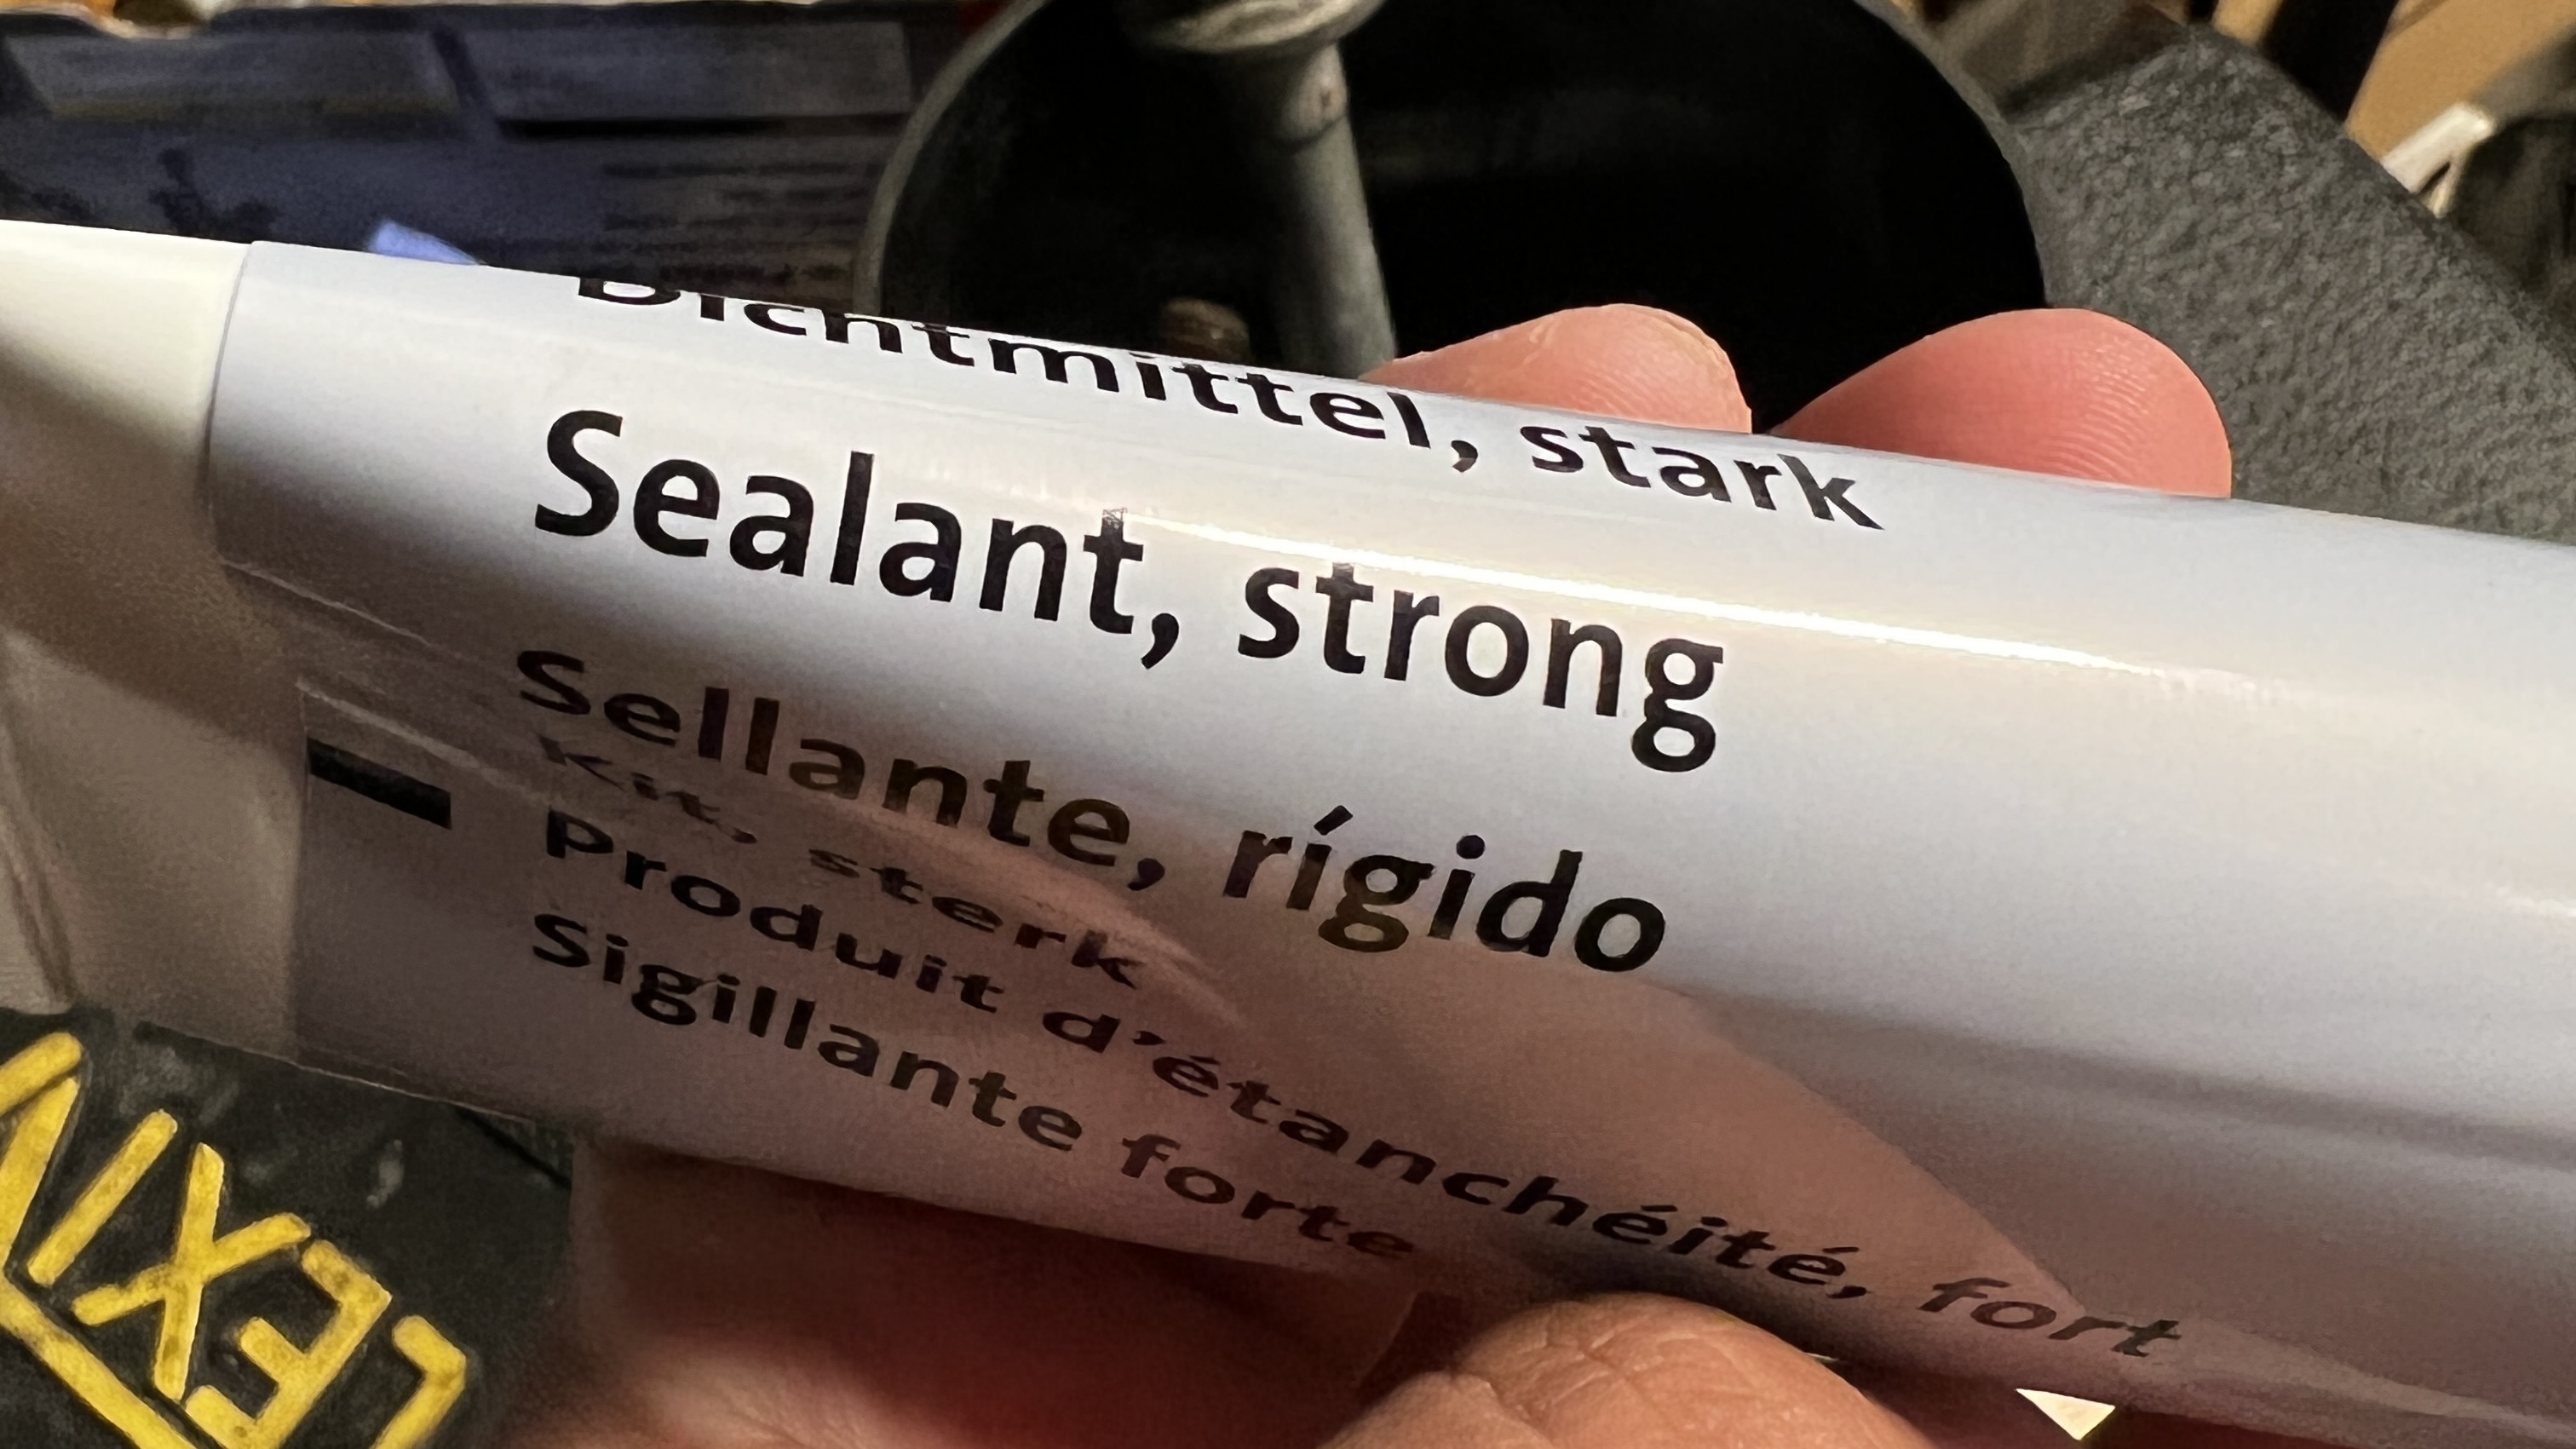 Dichtmittel, stark
Sealant, strong
Sellante, rígido
Kit, sterk
Produit d'étanchéité, fort
Sigillante forte